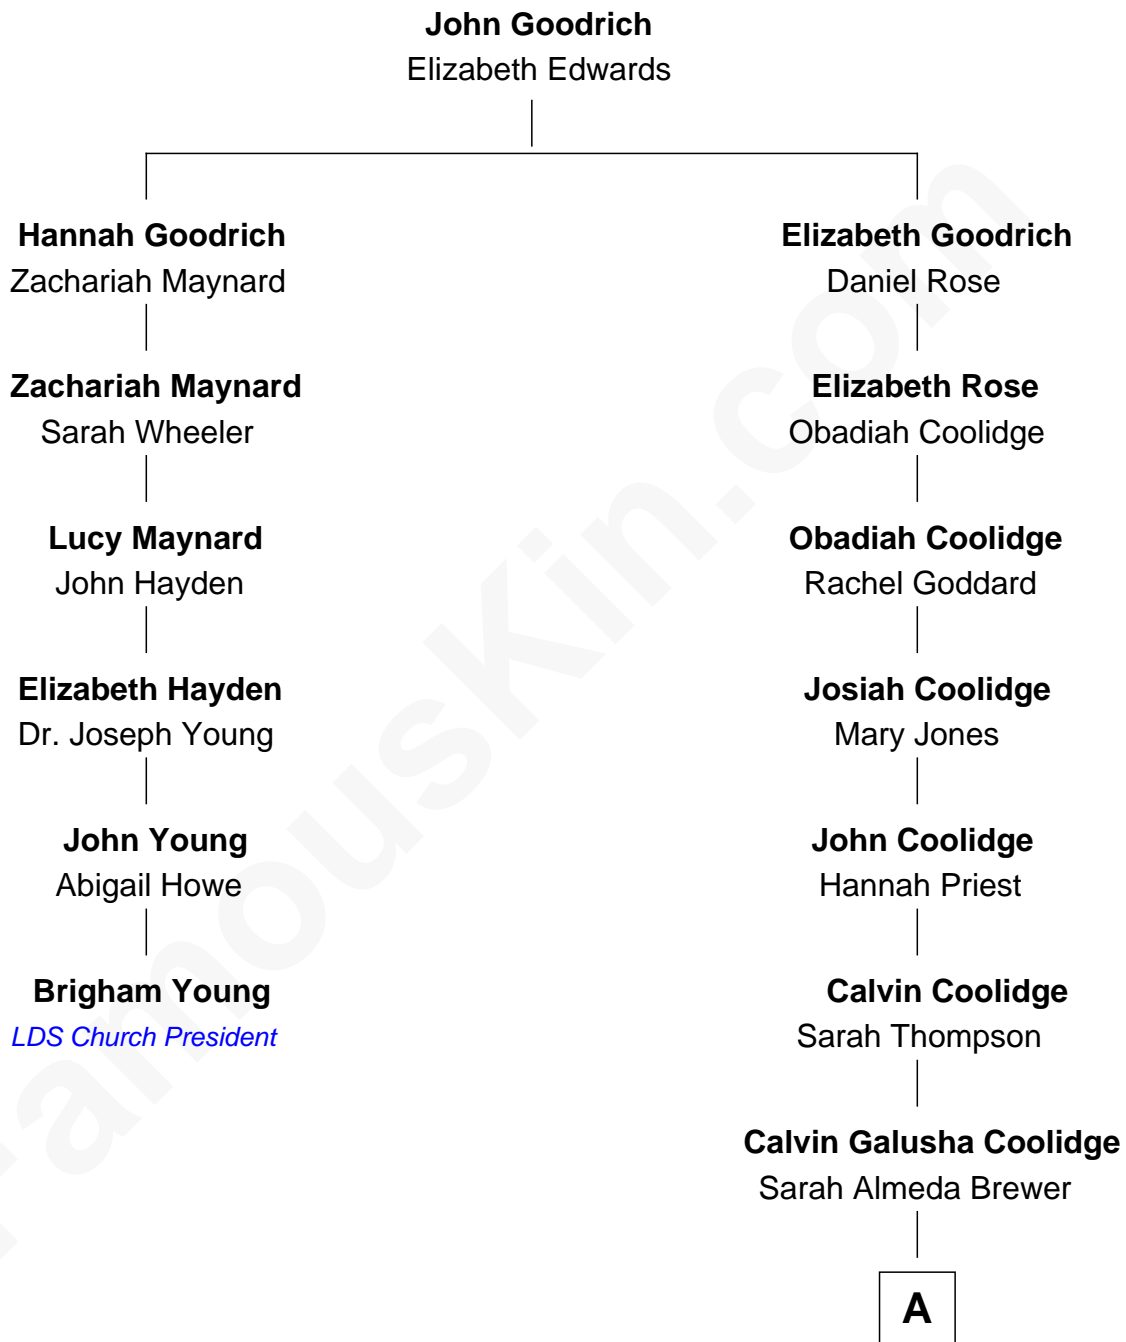 John Goodrich
Elizabeth Edwards
Hannah Goodrich
Zachariah Maynard
Zachariah Maynard
Sarah Wheeler
Lucy Maynard
John Hayden
Elizabeth Hayden
Dr. Joseph Young
John Young
Abigail Howe
Brigham Young
LDS Church President
Elizabeth Goodrich
Daniel Rose
Elizabeth Rose
Obadiah Coolidge
Obadiah Coolidge
Rachel Goddard
Josiah Coolidge
Mary Jones
John Coolidge
Hannah Priest
Calvin Coolidge
Sarah Thompson
Calvin Galusha Coolidge
Sarah Almeda Brewer
A
FamousKin.com